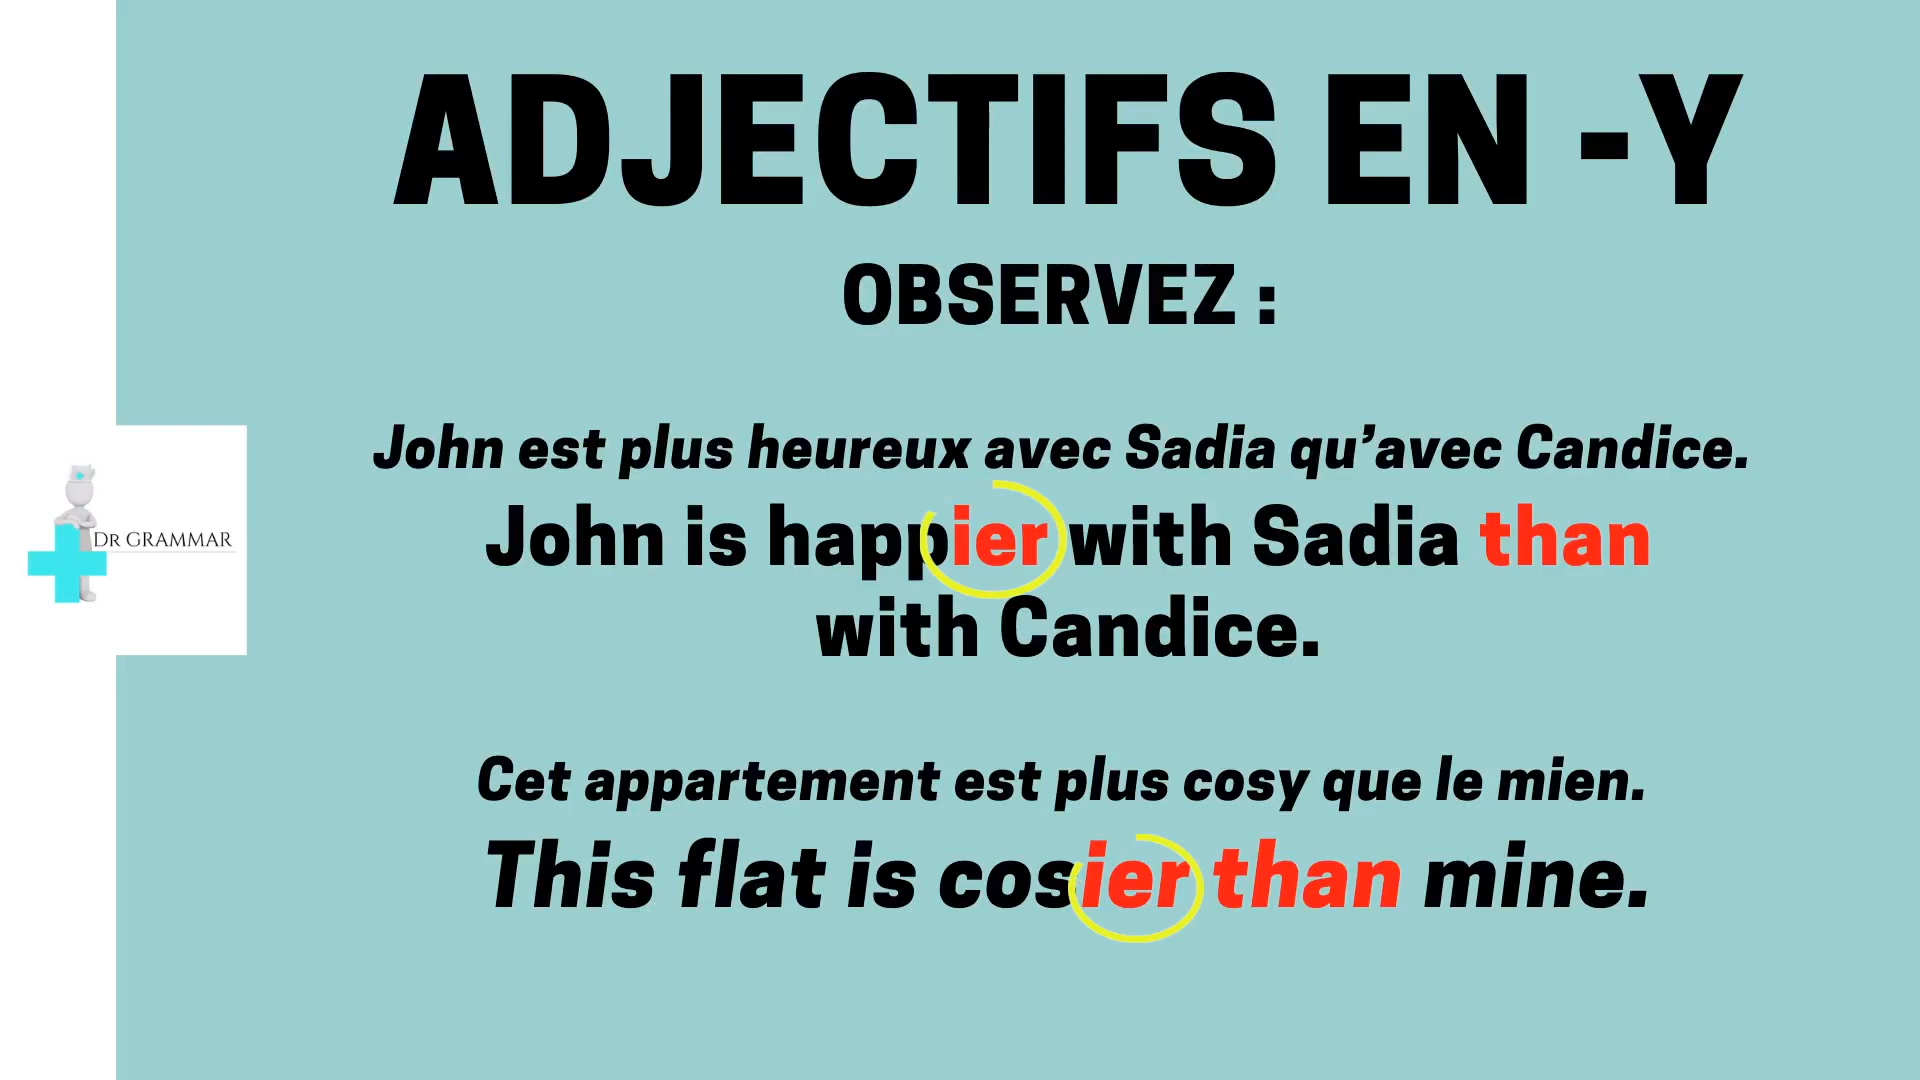 ADJECTIFS EN -Y
OBSERVEZ :
John est plus heureux avec Sadia qu’avec Candice.
John is happier with Sadia than
with Candice.
DR GRAMMAR
Cet appartement est plus cosy que le mien.
This flat is cosier than mine.